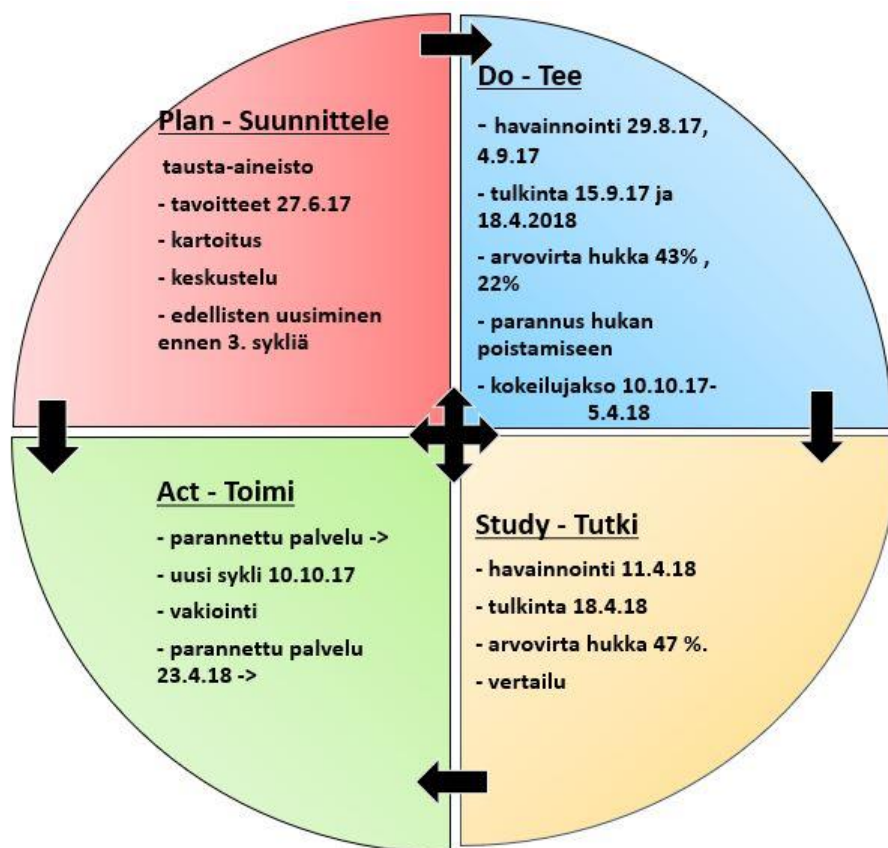 Plan - Suunnittele
tausta-aineisto
- tavoitteet 27.6.17
- kartoitus
- keskustelu
- edellisten uusiminen
ennen 3. sykliä
Do - Tee
- havainnointi 29.8.17,
4.9.17
- tulkinta 15.9.17 ja
18.4.2018
- arvovirta hukka 43% ,
22%
- parannus hukan
poistamiseen
- kokeilujakso 10.10.17-
5.4.18
Study - Tutki
- havainnointi 11.4.18
- tulkinta 18.4.18
- arvovirta hukka 47 %.
- vertailu
Act - Toimi
- parannettu palvelu ->
- uusi sykli 10.10.17
- vakiointi
- parannettu palvelu
23.4.18 ->